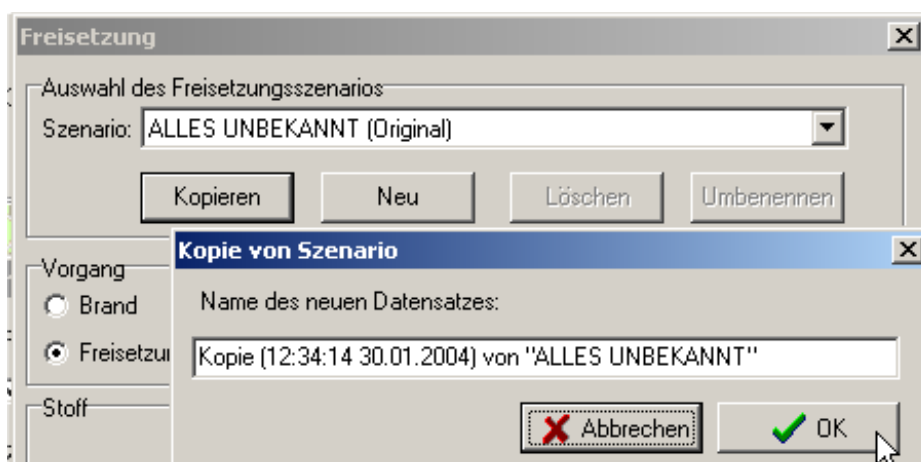 Freisetzung
Auswahl des Freisetzungsszenarios
Szenario: ALLES UNBEKANNT (Original)
Kopieren Neu Löschen Umbenennen
Kopie von Szenario
Vorgang
Name des neuen Datensatzes:
Brand
Kopie (12:34:14 30.01.2004) von "ALLES UNBEKANNT"
Freisetzu
Stoff
Abbrechen OK